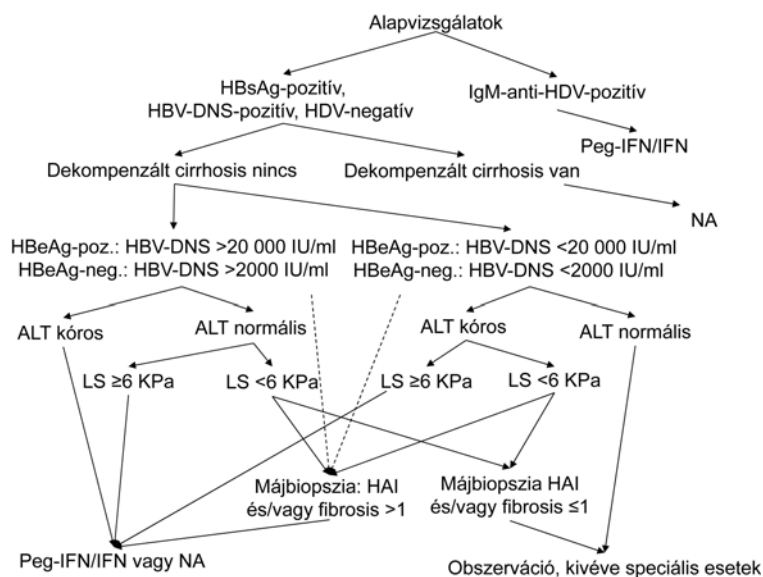 Alapvizsgálatok
HBsAg-pozitív,
HBV-DNS-pozitív, HDV-negatív
IgM-anti-HDV-pozitív
Peg-IFN/IFN
Dekompenzált cirrhosis nincs
Dekompenzált cirrhosis van
NA
HBeAg-poz.: HBV-DNS >20 000 IU/ml
HBeAg-neg.: HBV-DNS >2000 IU/ml
HBeAg-poz.: HBV-DNS <20 000 IU/ml
HBeAg-neg.: HBV-DNS <2000 IU/ml
ALT kóros
ALT normális
ALT kóros
ALT normális
LS ≥6 KPa
LS <6 KPa
LS ≥6 KPa
LS <6 KPa
Májbiopszia: HAI
és/vagy fibrosis >1
Májbiopszia HAI
és/vagy fibrosis ≤1
Peg-IFN/IFN vagy NA
Obszerváció, kivéve speciális esetek